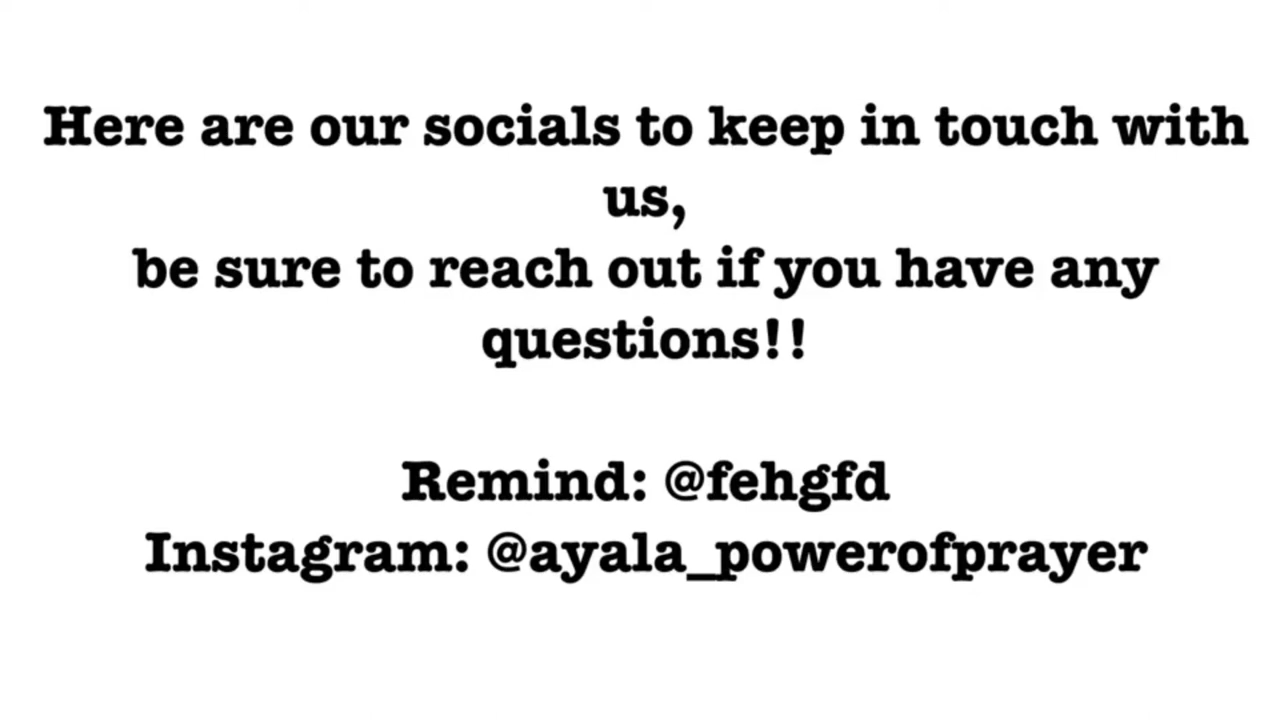 Here are our socials to keep in touch with
us,
be sure to reach out if you have any
questions!!
Remind: @fehgfd
Instagram: @ayala_powerofprayer